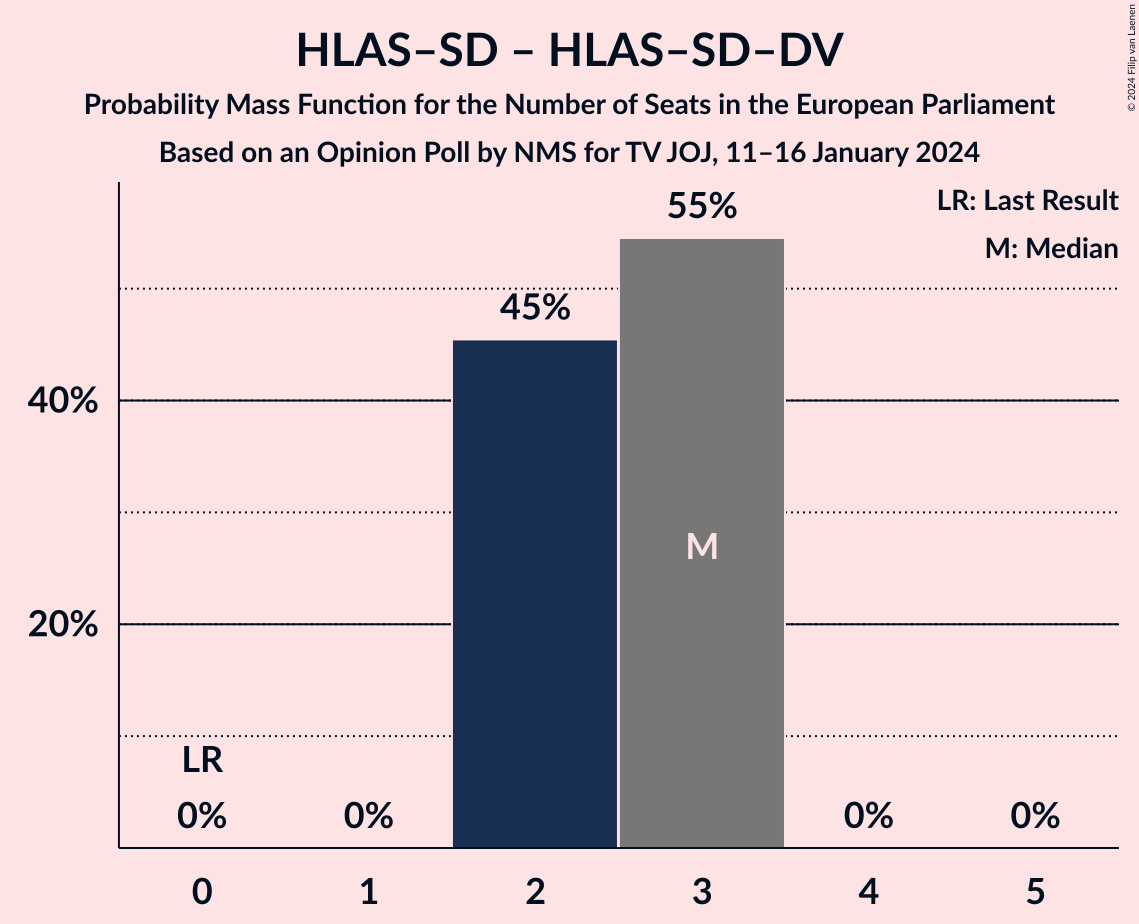 HLAS–SD – HLAS–SD–DV
Probability Mass Function for the Number of Seats in the European Parliament
Based on an Opinion Poll by NMS for TV JOJ, 11–16 January 2024
© 2024 Filip van Laenen
LR: Last Result
M: Median
55%
45%
40%
M
20%
LR
0%
0%
0%
0%
0
1
2
3
4
5